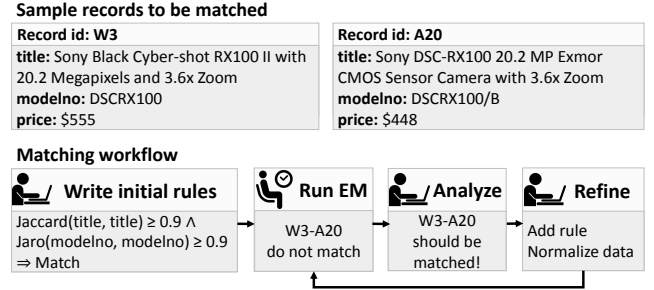 Sample records to be matched
Record id: W3
title: Sony Black Cyber-shot RX100 II with
20.2 Megapixels and 3.6x Zoom
modelno: DSCRX100
price: $555
Record id: A20
title: Sony DSC-RX100 20.2 MP Exmor
CMOS Sensor Camera with 3.6x Zoom
modelno: DSCRX100/B
price: $448
Matching workflow
Write initial rules
Jaccard(title, title) ≥ 0.9 Λ
Jaro(modelno, modelno) ≥ 0.9
⇒ Match
Run EM
W3-A20
do not match
Analyze
W3-A20
should be
matched!
Refine
Add rule
Normalize data